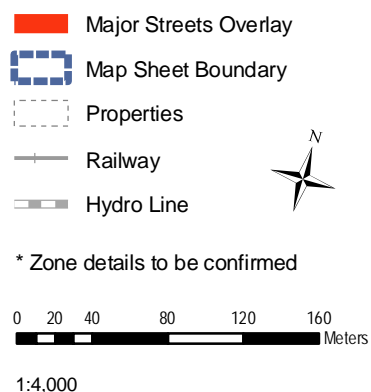 Major Streets Overlay
Map Sheet Boundary
Properties
N
Railway
Hydro Line
* Zone details to be confirmed
0 20 40 80 120 160
Meters
1:4,000